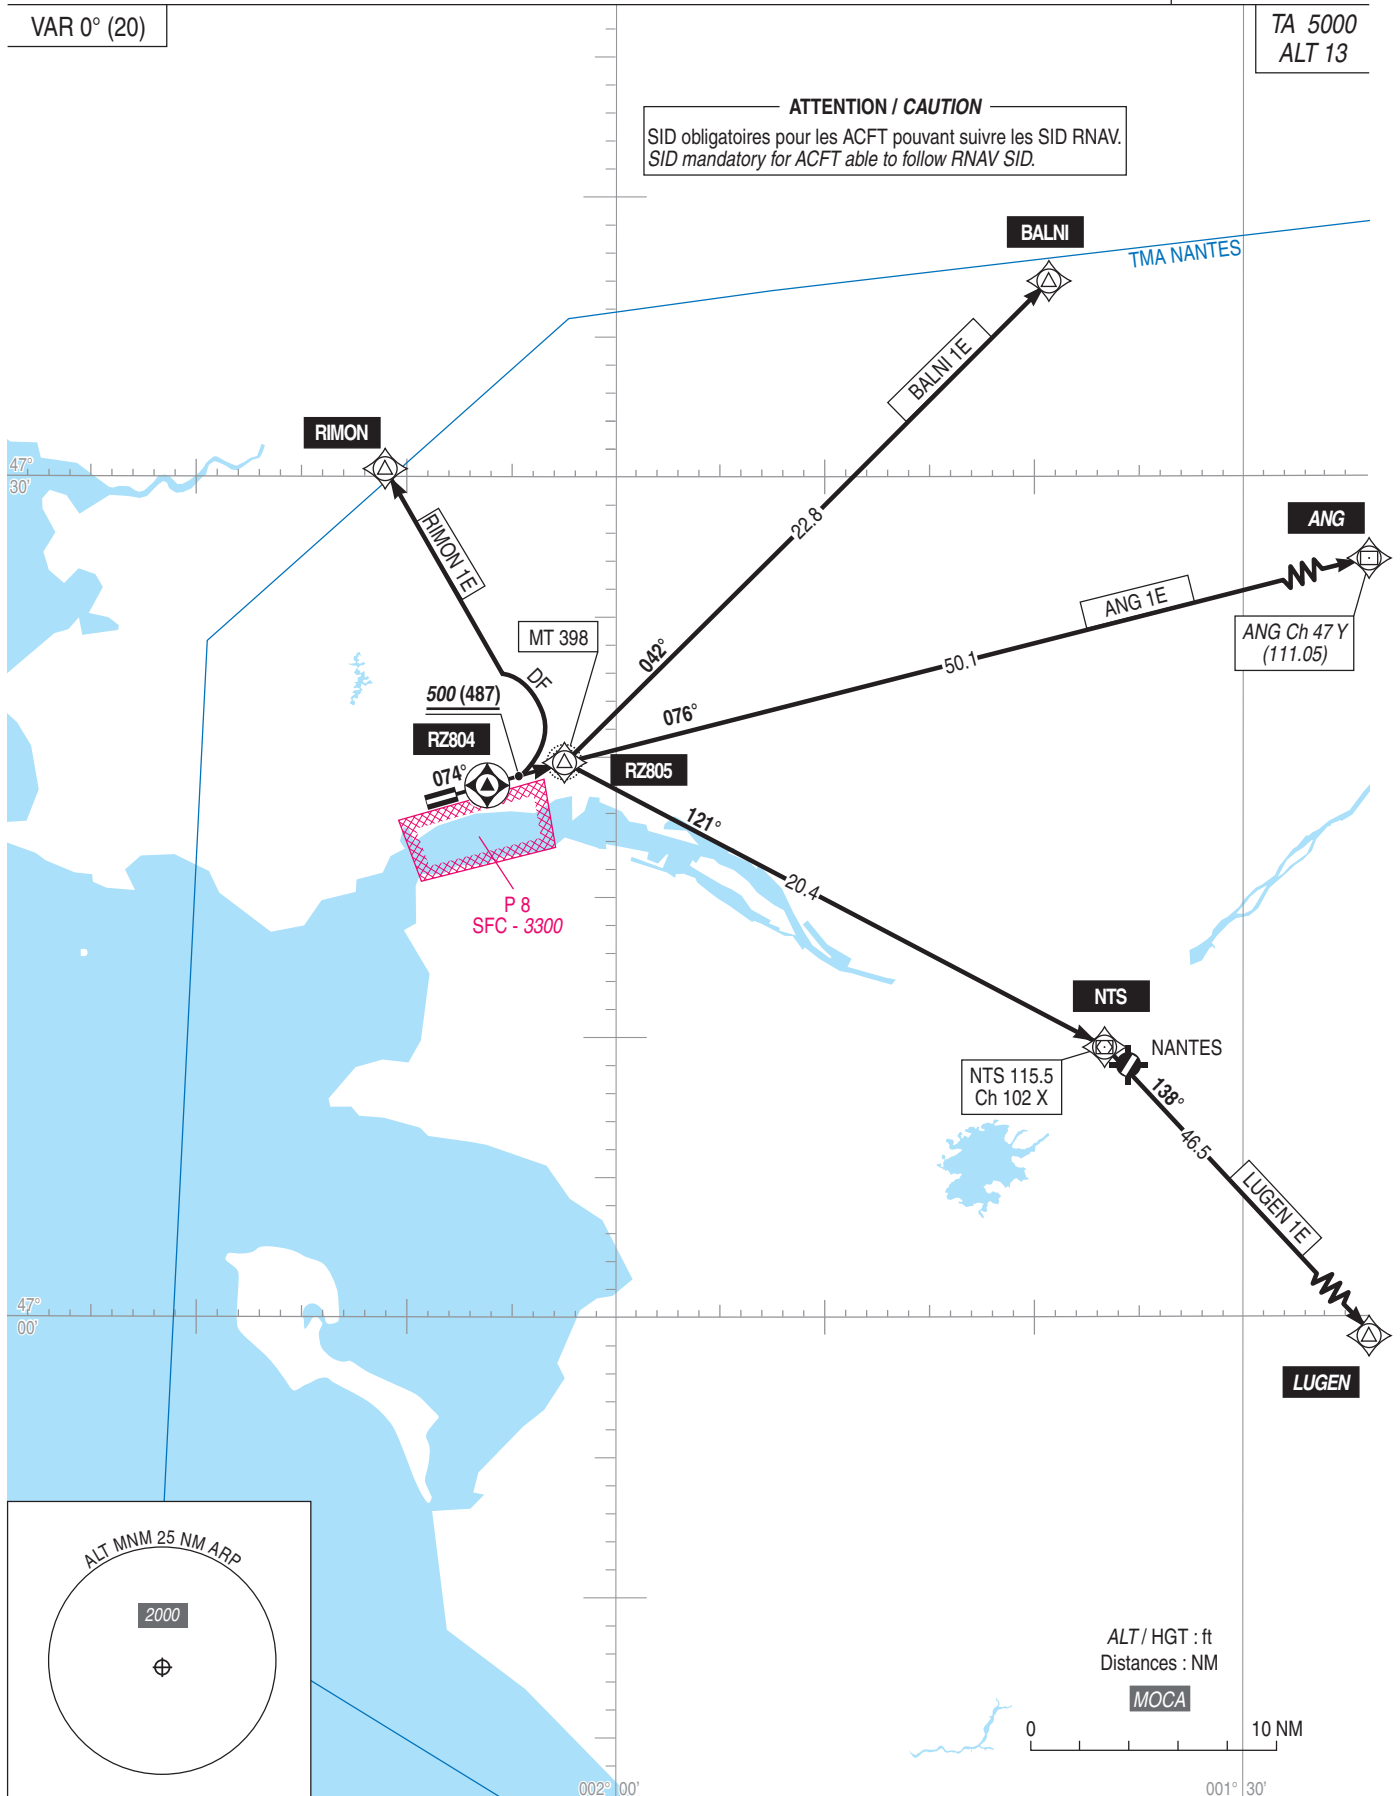 VAR 0° (20)
TA 5000
ALT 13
ATTENTION / CAUTION
SID obligatoires pour les ACFT pouvant suivre les SID RNAV.
SID mandatory for ACFT able to follow RNAV SID.
BALNI
TMA NANTES
BALNI 1E
RIMON
47°
30'
RIMON 1E
22.8
ANG
ANG 1E
ANG Ch 47 Y
(111.05)
MT 398
042°
50.1
DF
500 (487)
076°
RZ804
074°
RZ805
121°
20.4
P 8
SFC - 3300
NTS
NANTES
NTS 115.5
Ch 102 X
138°
46.5
LUGEN 1E
47°
00'
LUGEN
ALT MNM 25 NM ARP
2000
ALT / HGT : ft
Distances : NM
MOCA
0
10 NM
002° 00'
001° 30'